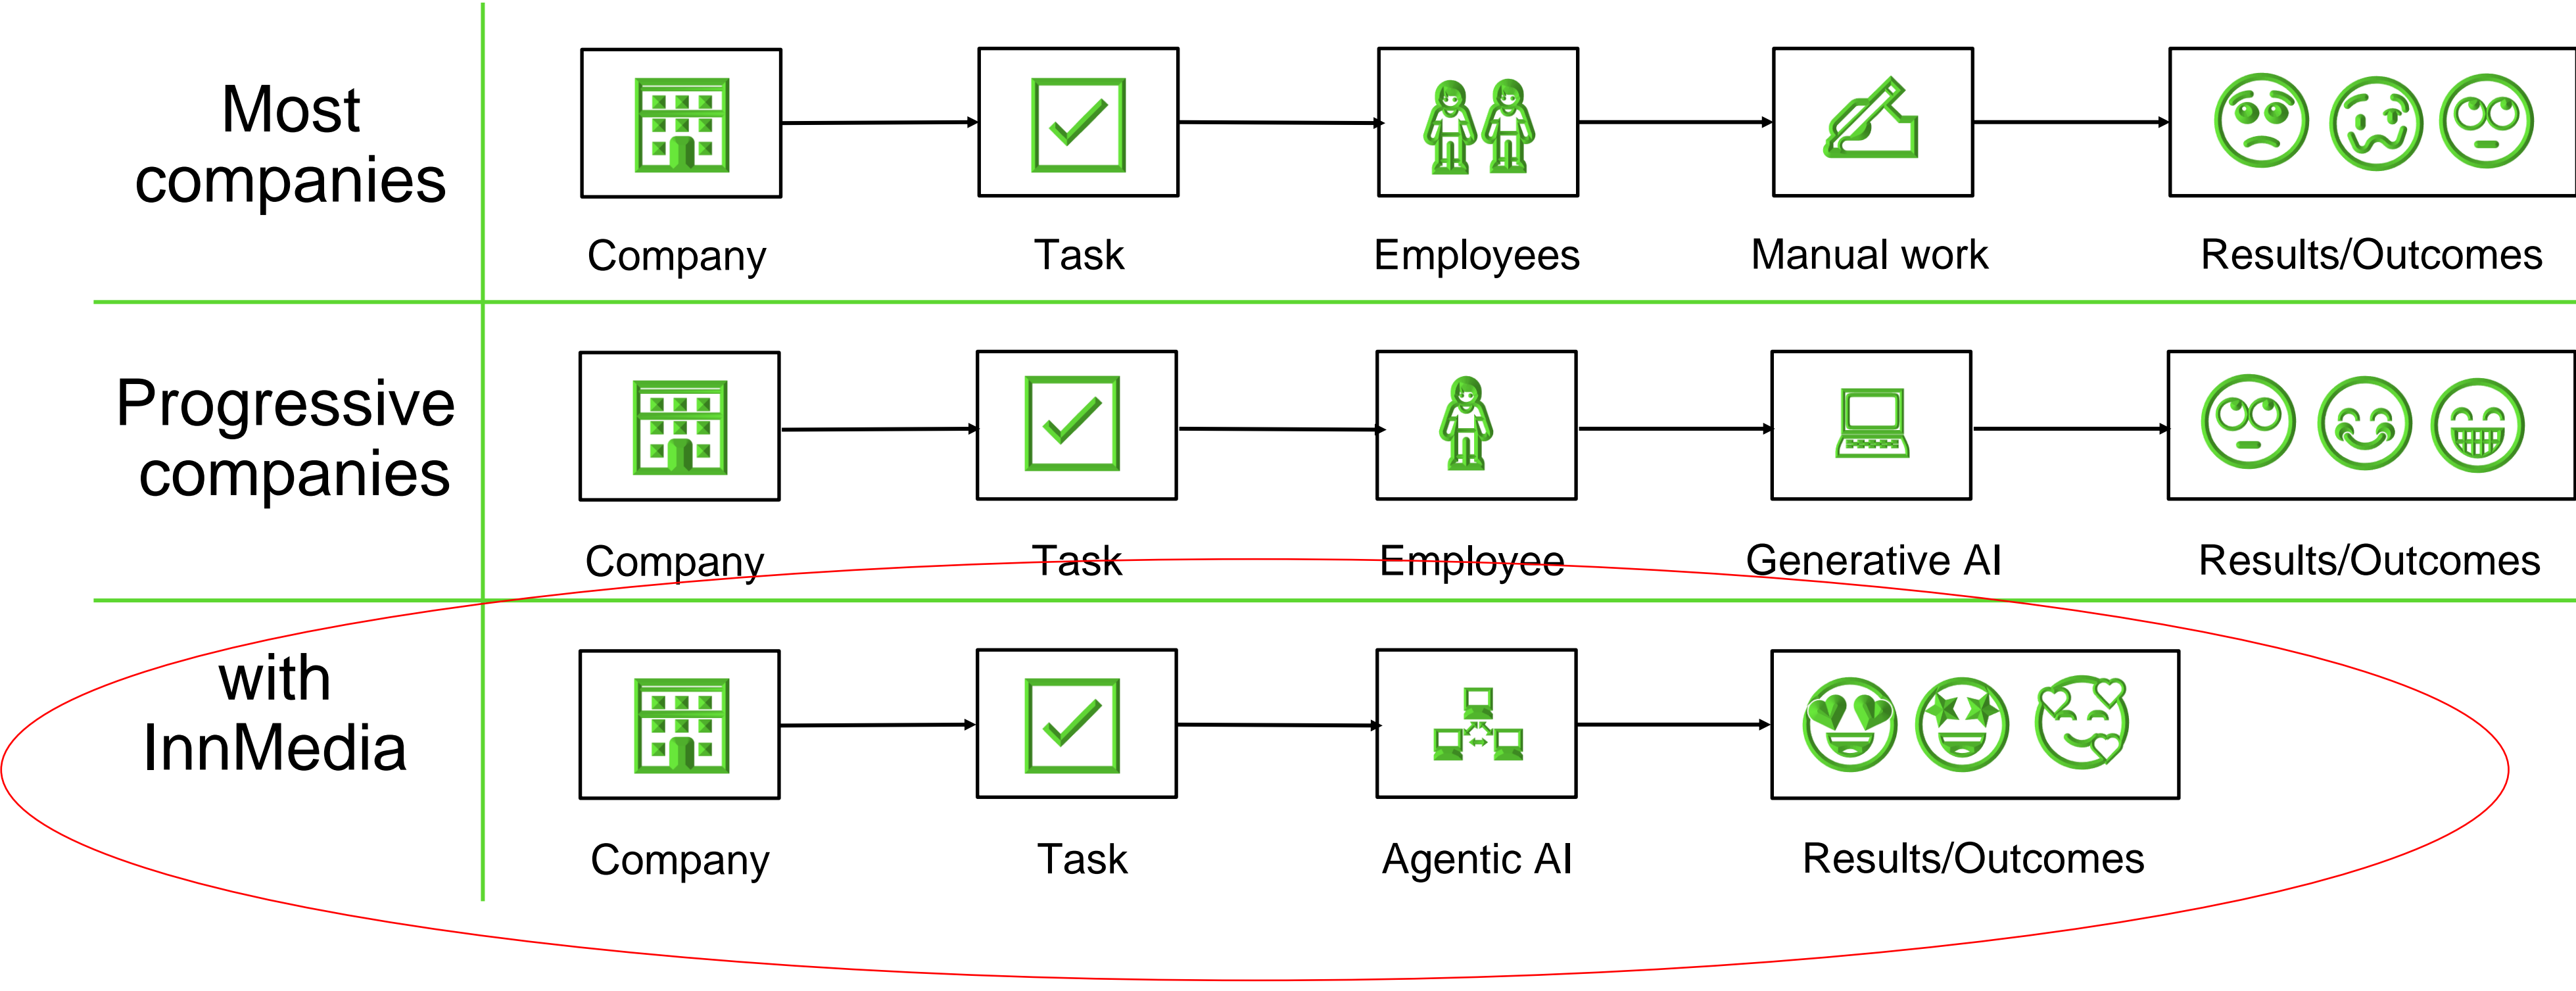 Most
companies
Company
Task
Employees
Manual work
Results/Outcomes
Progressive
companies
Company
Task
Employee
Generative AI
Results/Outcomes
with
InnMedia
Company
Task
Agentic AI
Results/Outcomes